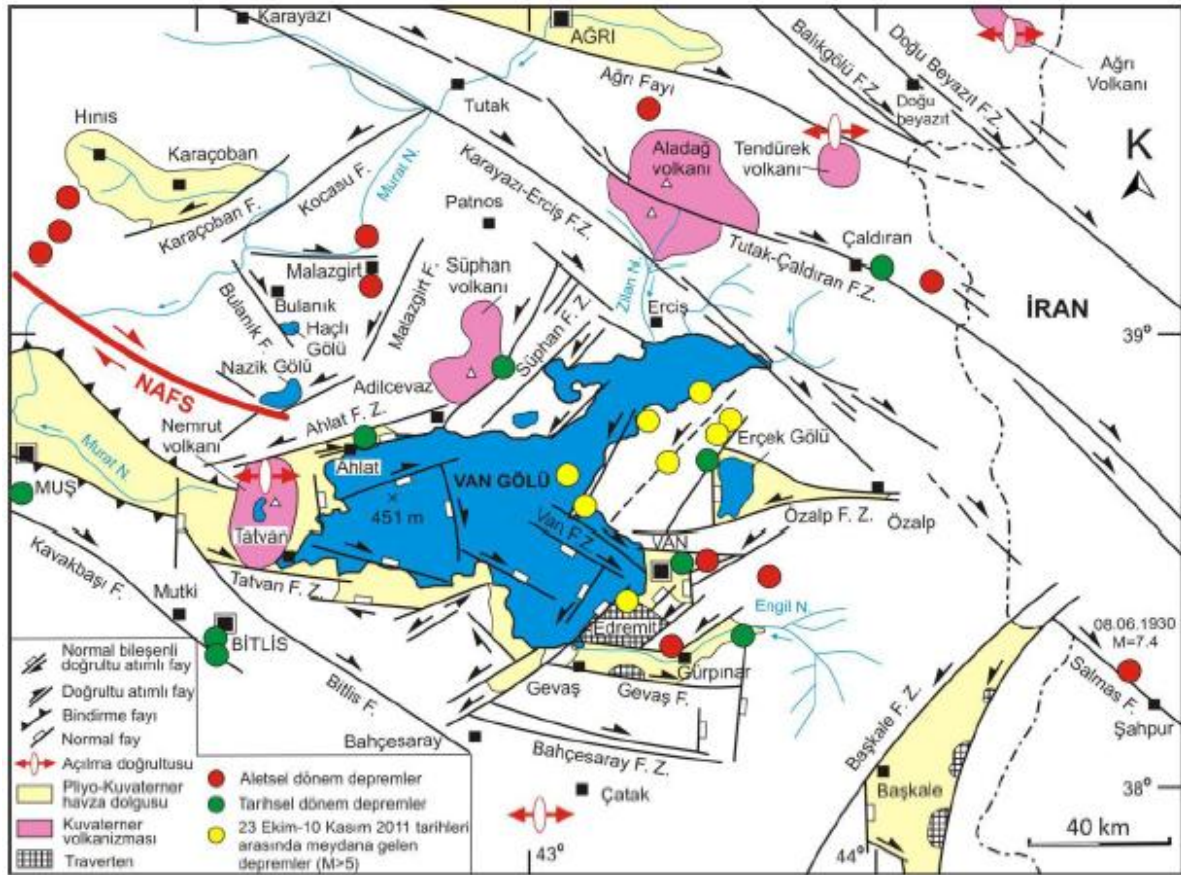 Karayazı
AĞRI
Tutak
Ağrı Fayı
Balıkgölü F.Z.
Doğu Beyazıt F.Z.
Doğu
beyazıt
Ağrı
Volkanı
K
Hınıs
Karaçoban
Karaçoban F.
Kocasu F.
Murat N.
Karayazı-Erciş F.Z.
Aladağ
volkanı
Tendürek
volkanı
Patnos
Malazgirt
Bulanık
Bulanık F.
Haçlı
Gölü
Malazgirt F.
Süphan
volkanı
Süphan F.Z.
Zilan N.
Erciş
Tutak-Çaldıran F.Z.
Çaldıran
İRAN
39°
NAFS
Nazik Gölü
Adilcevaz
Nemrut
volkanı
Ahlat F. Z.
Ahlat
Murat N.
MUŞ
VAN GÖLÜ
×
451 m
Erçek Gölü
Özalp F. Z.
Özalp
Tatvan
Tatvan F. Z.
Van F.Z.
VAN
Kavakbaşı F.
Mutki
BİTLİS
Bitlis F.
Edremit
Engil N.
Gürpınar
Gevaş
Gevaş F.
Bahçesaray
Bahçesaray F. Z.
Çatak
Başkale F. Z.
Başkale
08.06.1930
M=7.4
Salmas F.
Şahpur
38°
43°
44°
40 km
Normal bileşenli
doğrultu atımlı fay
Doğrultu atımlı fay
Bindirme fayı
Normal fay
Açılma doğrultusu
Pliyo-Kuvaterner
havza dolgusu
Kuvaterner
volkanizması
Traverten
Aletsel dönem depremler
Tarihsel dönem depremler
23 Ekim-10 Kasım 2011 tarihleri
arasında meydana gelen
depremler (M>5)